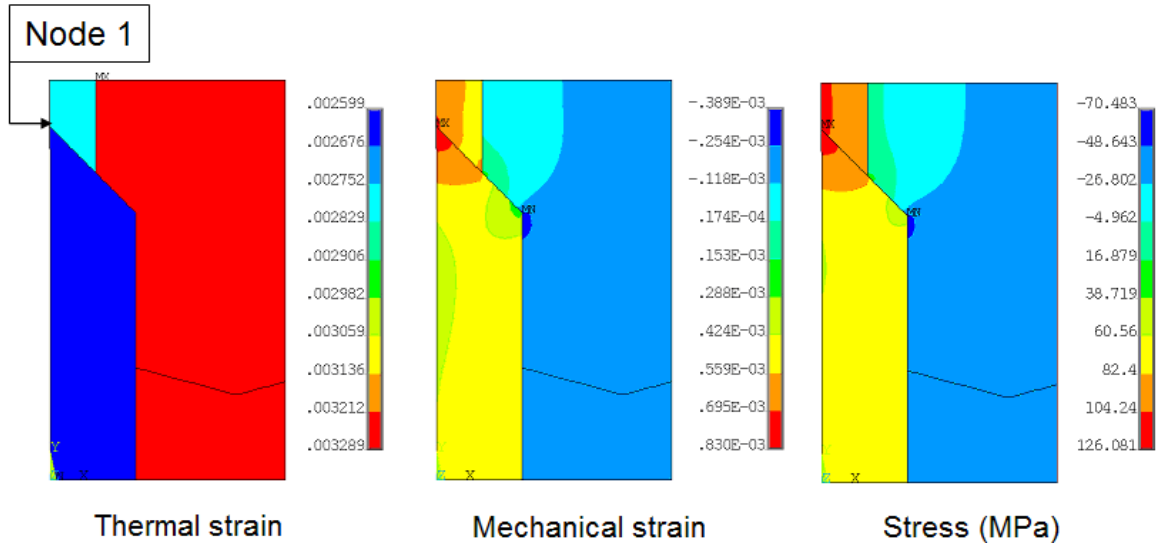 Node 1
MX
.002599
.002676
.002752
.002829
.002906
.002982
.003059
.003136
.003212
.003289
Y
X
Thermal strain
MX
MN
-.389E-03
-.254E-03
-.118E-03
.174E-04
.153E-03
.288E-03
.424E-03
.559E-03
.695E-03
.830E-03
Y
Z X
Mechanical strain
MX
MN
-70.483
-48.643
-26.802
-4.962
16.879
38.719
60.56
82.4
104.24
126.081
Y
Z X
Stress (MPa)